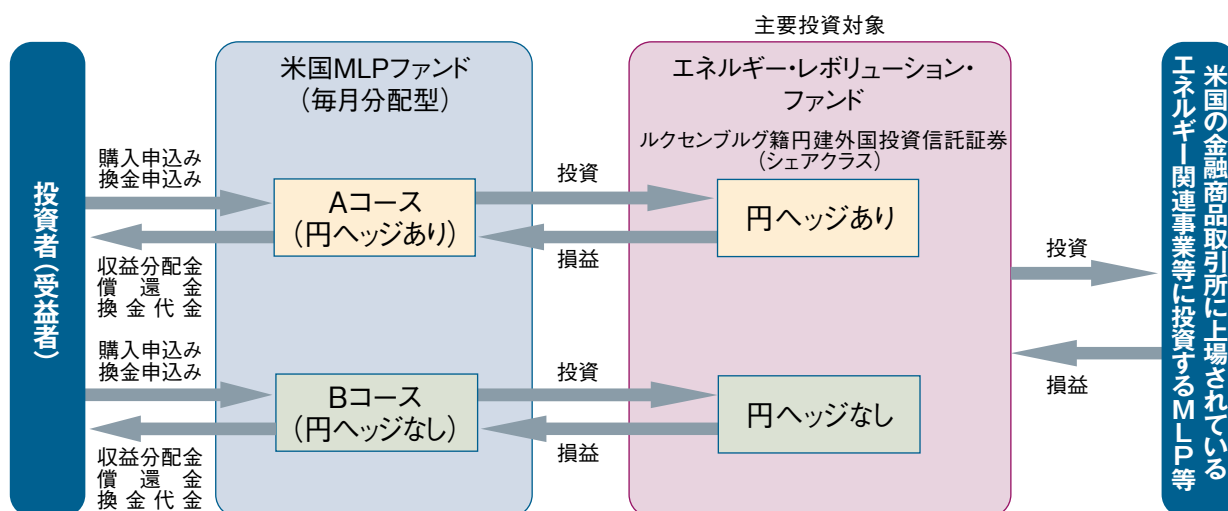 主要投資対象
投資者（受益者）
購入申込み
換金申込み
収益分配金
償還金
換金代金
購入申込み
換金申込み
収益分配金
償還金
換金代金
米国MLPファンド
（毎月分配型）
Aコース
（円ヘッジあり）
Bコース
（円ヘッジなし）
投資
損益
投資
損益
エネルギー・レボリューション・
ファンド
ルクセンブルグ籍円建外国投資信託証券
（シェアクラス）
円ヘッジあり
円ヘッジなし
投資
損益
米国の金融商品取引所に上場されている
エネルギー関連事業等に投資するMLP等